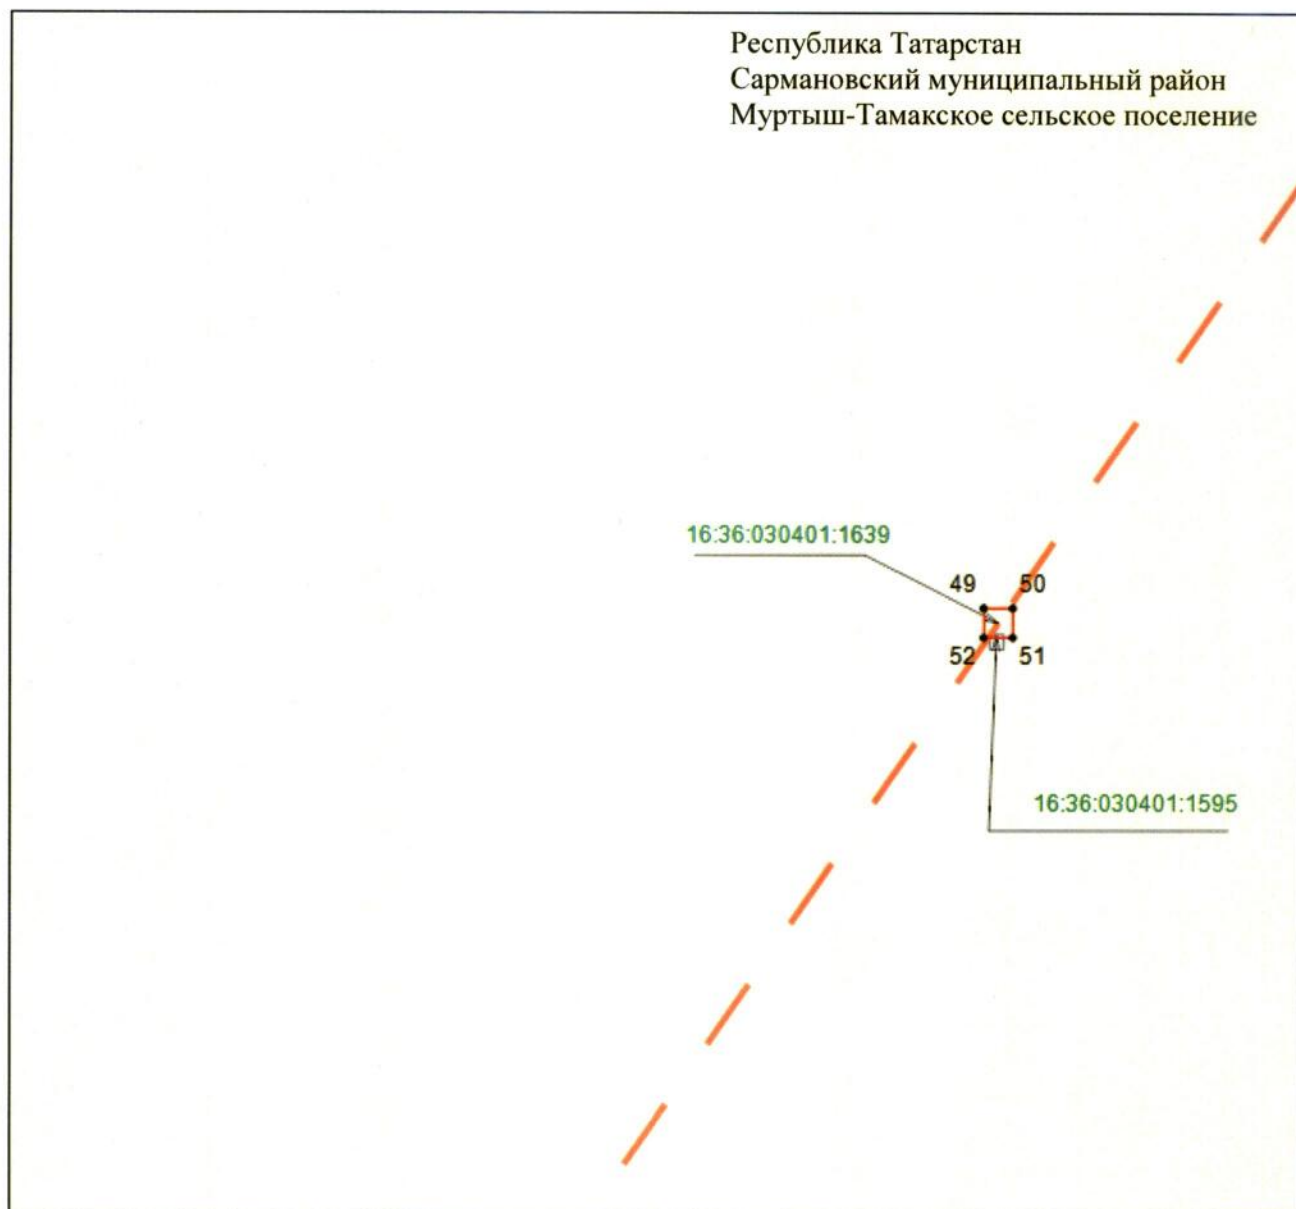 Республика Татарстан
Сармановский муниципальный район
Муртыш-Тамакское сельское поселение
16:36:030401:1639
49 50
52 51
16:36:030401:1595